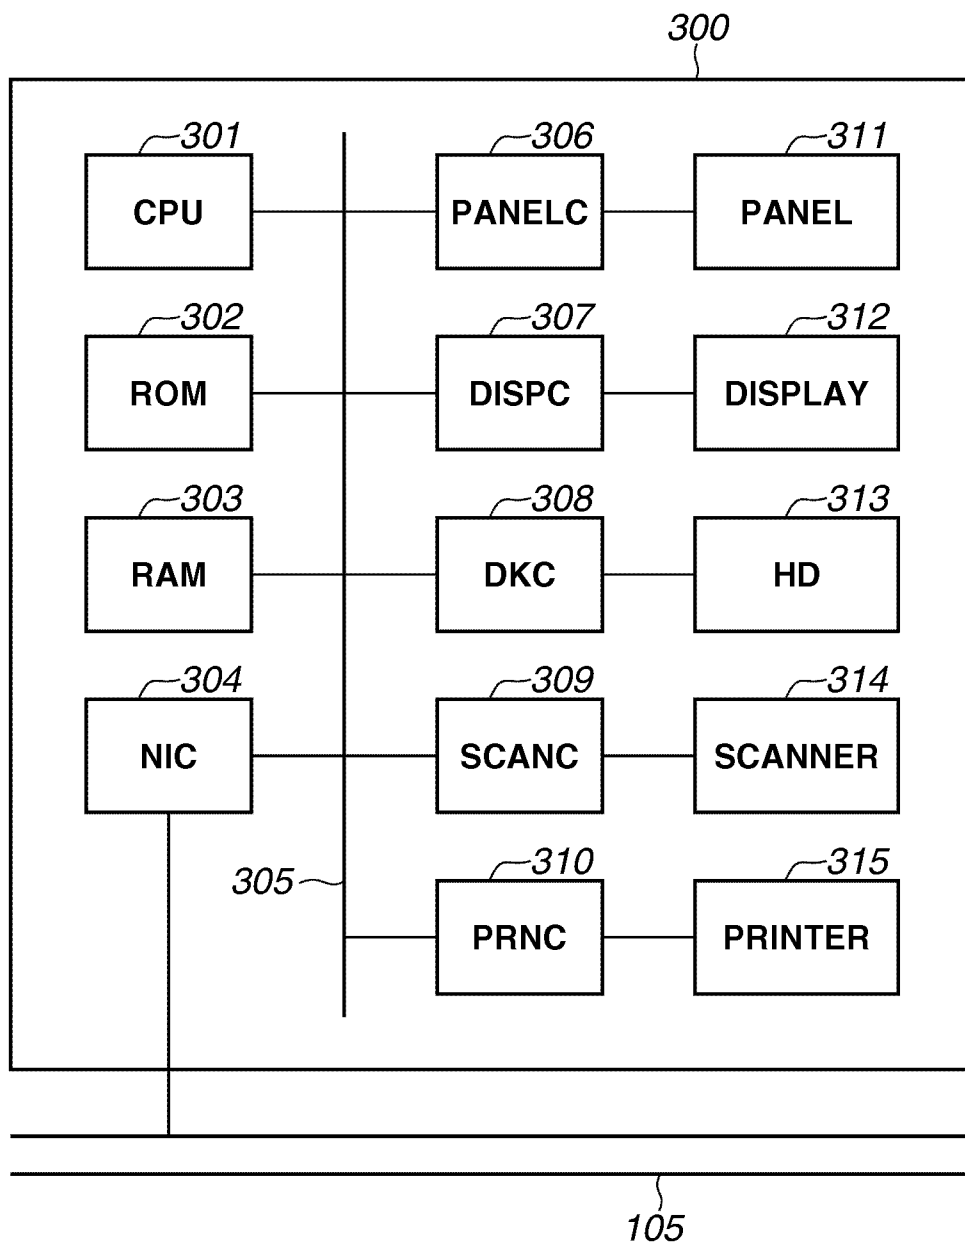 300
301 306 311
CPU PANELC PANEL
302 307 312
ROM DISPC DISPLAY
303 308 313
RAM DKC HD
304 309 314
NIC SCANC SCANNER
305 310 315
PRNC PRINTER
105